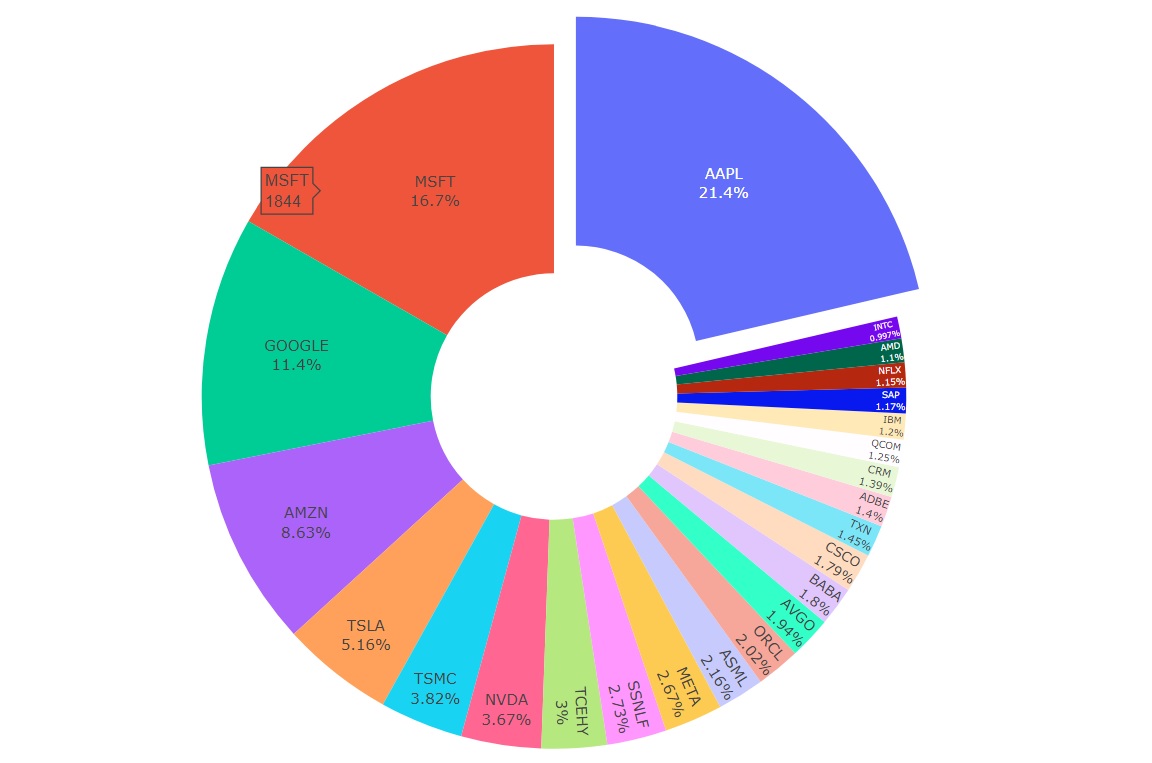 AAPL
21.4%
MSFT
16.7%
MSFT
1844
GOOGLE
11.4%
AMZN
8.63%
TSLA
5.16%
TSMC
3.82%
NVDA
3.67%
TCEHY
3%
SSNLF
2.73%
META
2.67%
ASML
2.16%
ORCL
2.02%
AVGO
1.94%
BABA
1.8%
CSCO
1.79%
TXN
1.45%
ADBE
1.4%
CRM
1.39%
QCOM
1.25%
IBM
1.2%
SAP
1.17%
NFLX
1.15%
AMD
1.1%
INTC
0.997%